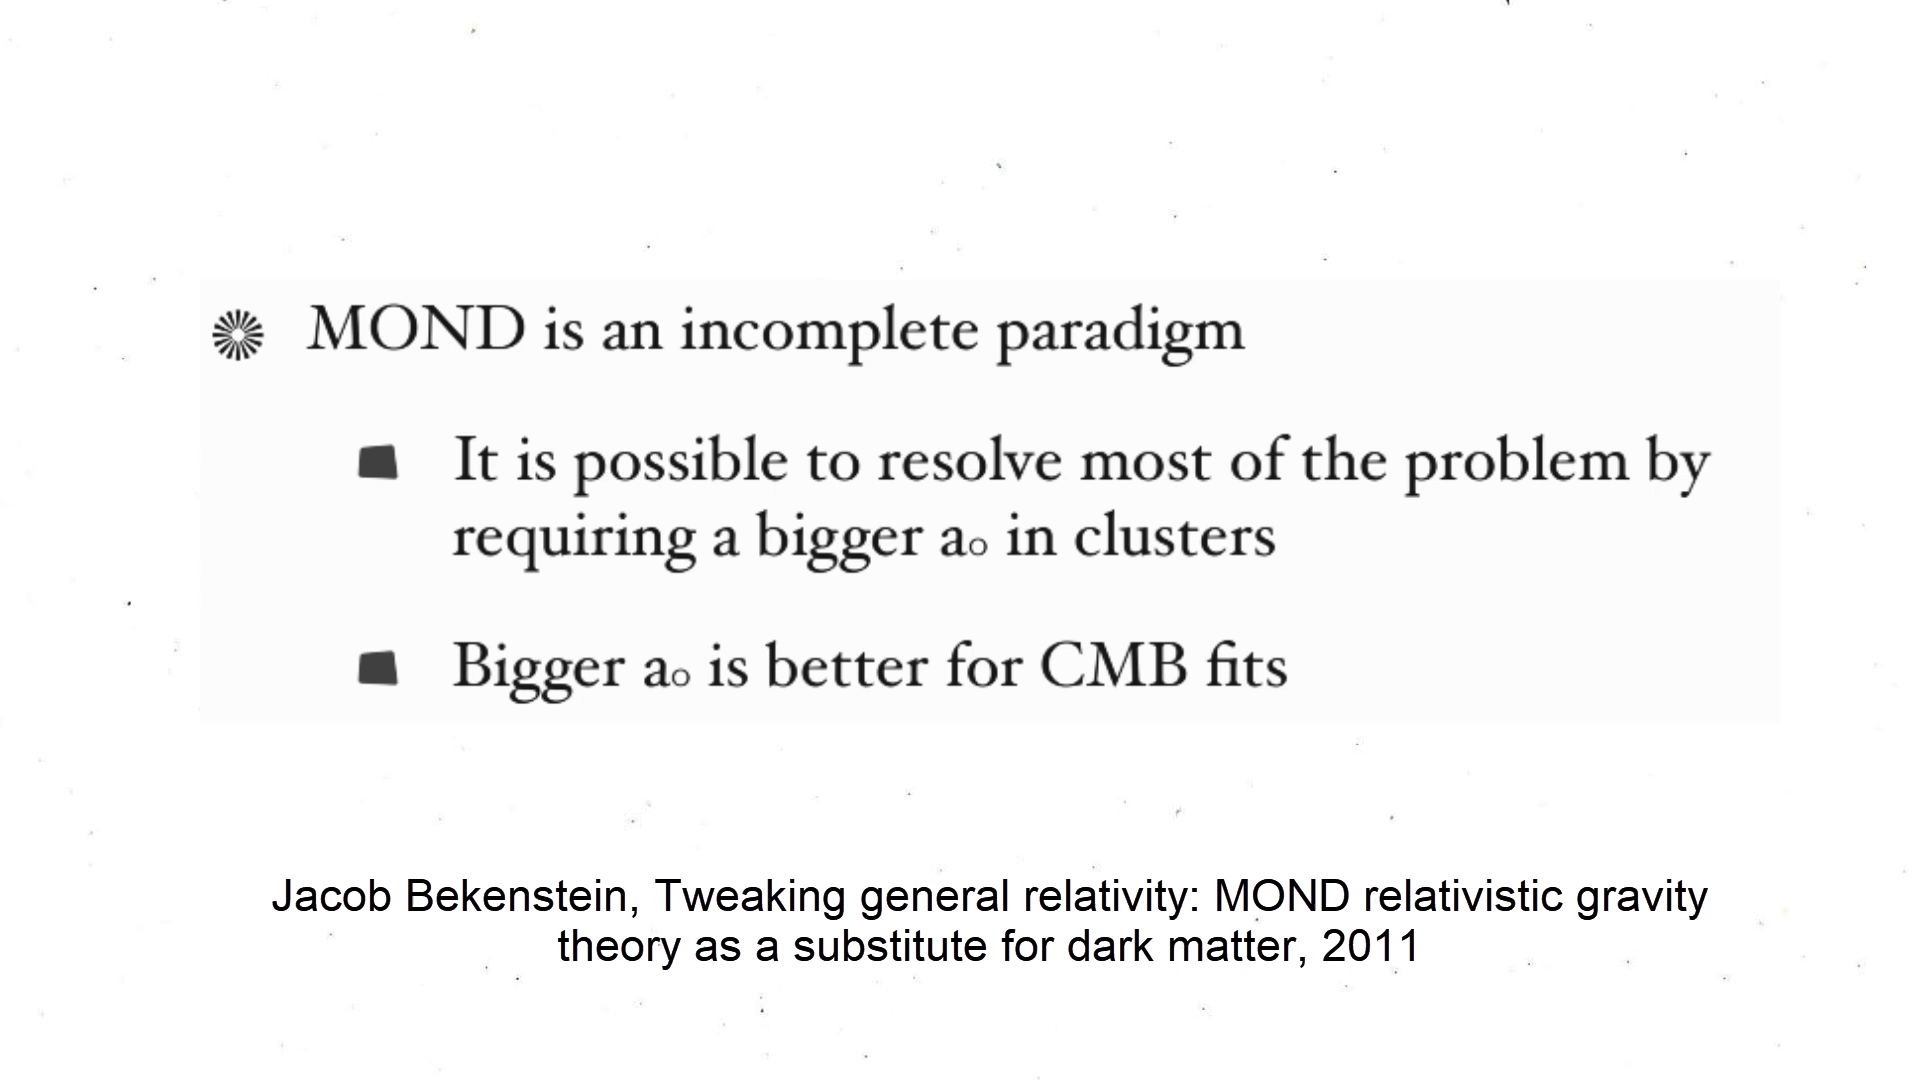 MOND is an incomplete paradigm
It is possible to resolve most of the problem by
requiring a bigger a₀ in clusters
Bigger a₀ is better for CMB fits
Jacob Bekenstein, Tweaking general relativity: MOND relativistic gravity
theory as a substitute for dark matter, 2011